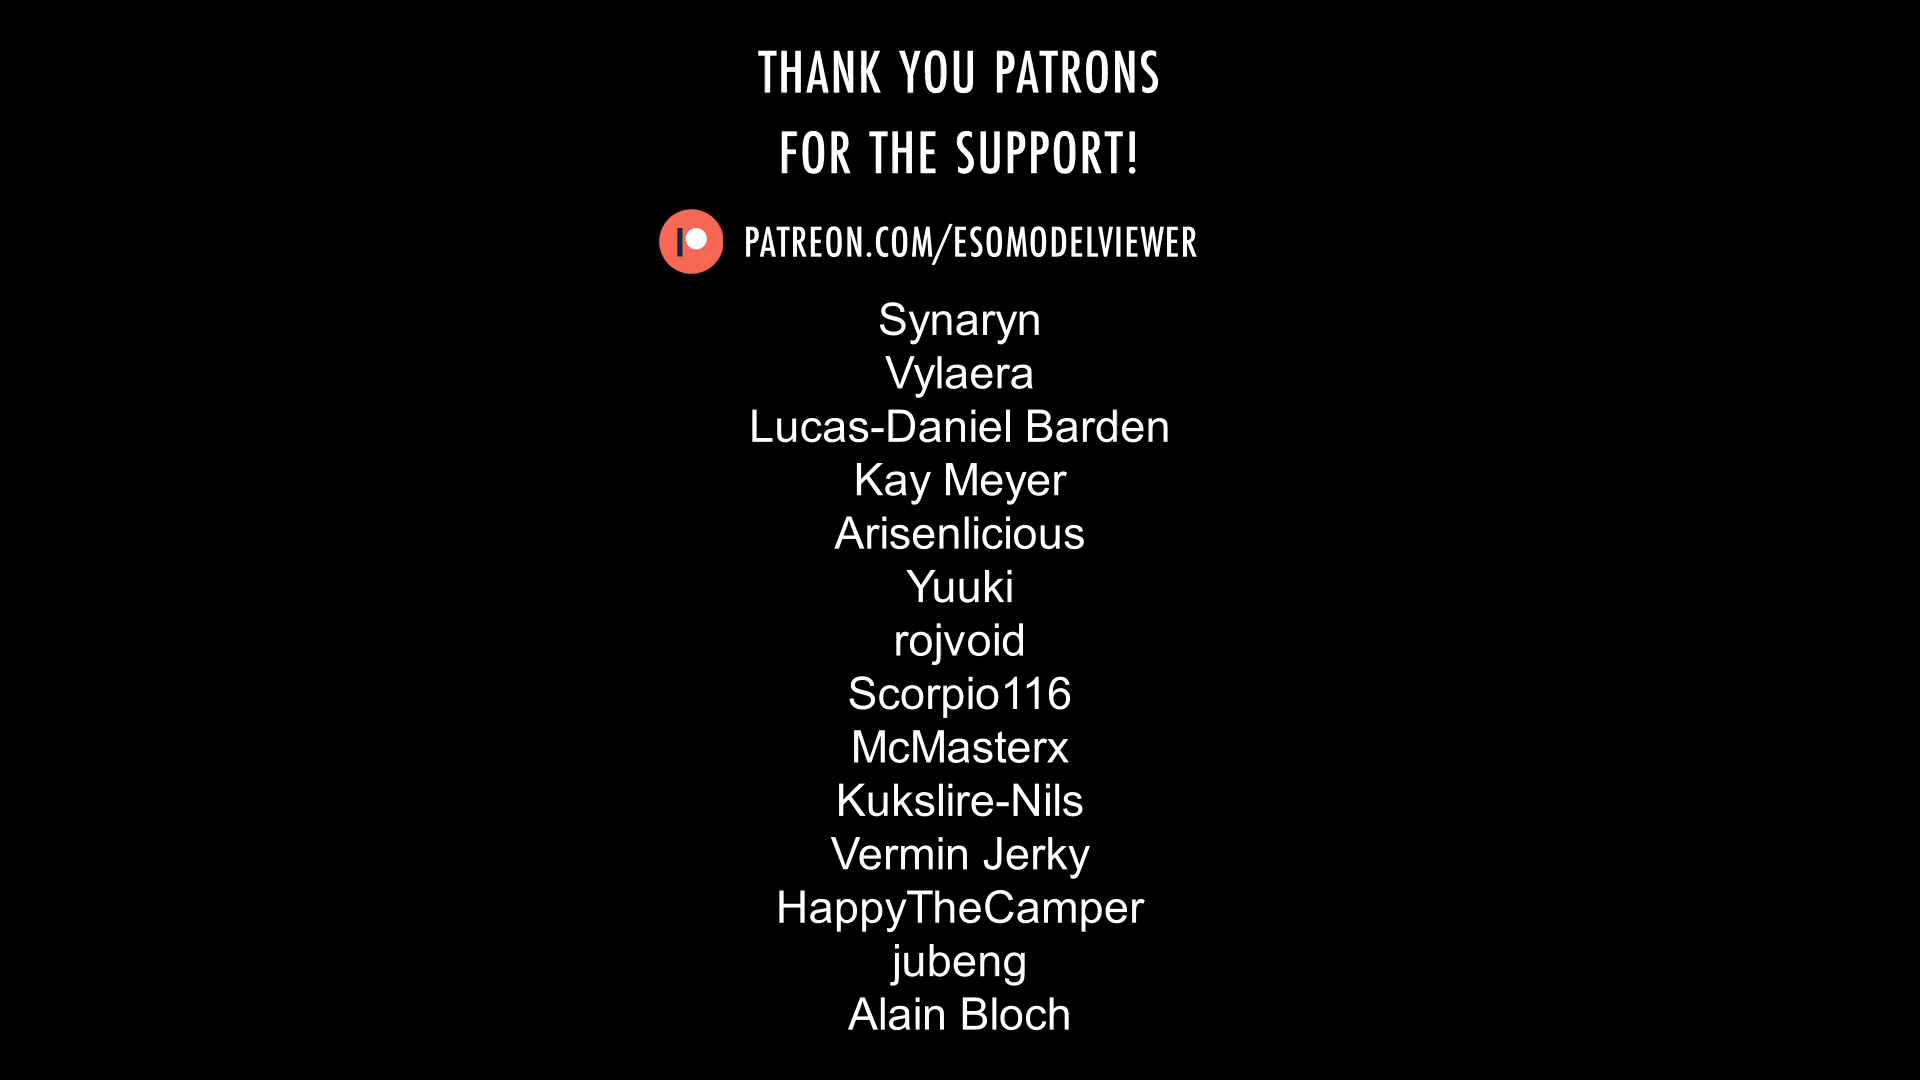 THANK YOU PATRONS
FOR THE SUPPORT!
PATREON.COM/ESOMODELVIEWER
Synaryn
Vylaera
Lucas-Daniel Barden
Kay Meyer
Arisenlicious
Yuuki
rojvoid
Scorpio116
McMasterx
Kukslire-Nils
Vermin Jerky
HappyTheCamper
jubeng
Alain Bloch